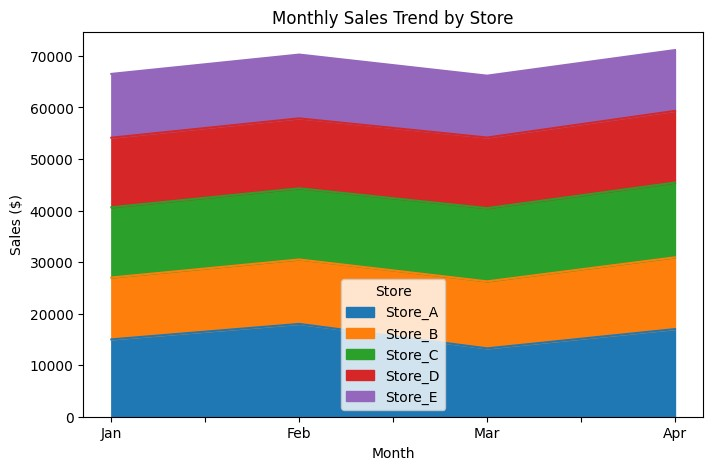 Monthly Sales Trend by Store
70000
60000
50000
40000
30000
20000
10000
0
Sales ($)
Store
Store_A
Store_B
Store_C
Store_D
Store_E
Jan
Feb
Mar
Apr
Month